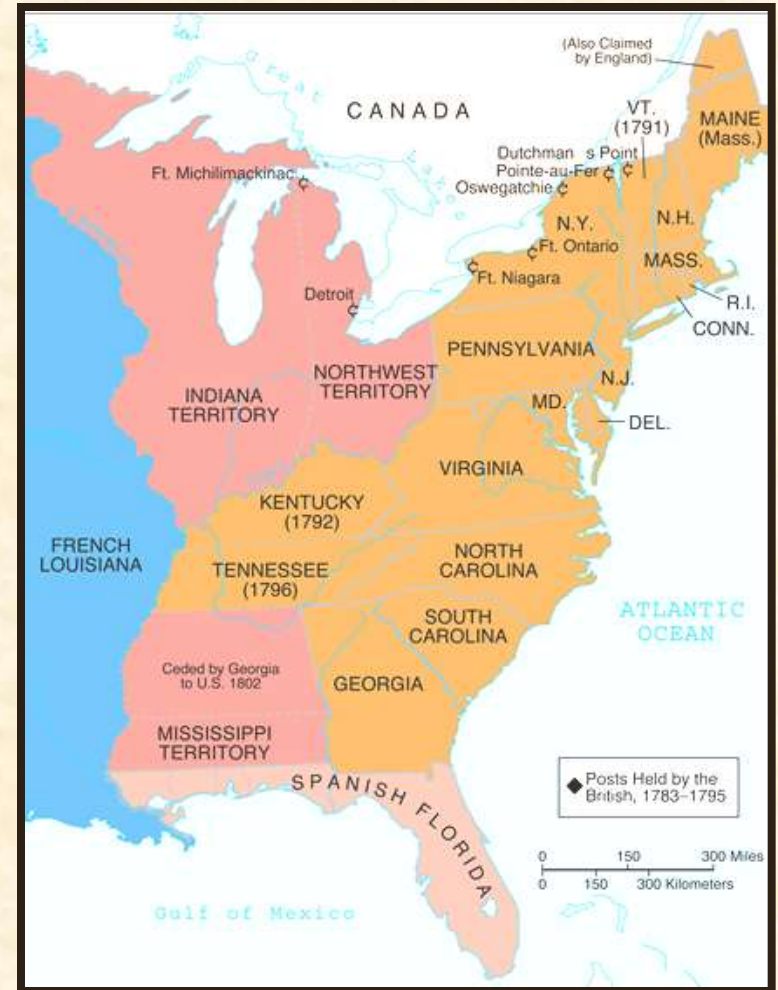 Great
Lakes
(Also Claimed
by England)
CANADA
VT.
(1791)
MAINE
(Mass.)
Dutchman s Point
Pointe-au-Fer
Oswegatchie
Ft. Michilimackinac
N.Y.
N.H.
Ft. Ontario
MASS.
Ft. Niagara
Detroit
R.I.
CONN.
PENNSYLVANIA
NORTHWEST
TERRITORY
N.J.
INDIANA
TERRITORY
MD.
DEL.
VIRGINIA
KENTUCKY
(1792)
FRENCH
LOUISIANA
NORTH
CAROLINA
TENNESSEE
(1796)
ATLANTIC
OCEAN
SOUTH
CAROLINA
Ceded by Georgia
to U.S. 1802
GEORGIA
MISSISSIPPI
TERRITORY
SPANISH FLORIDA
Posts Held by the
British, 1783–1795
0 150 300 Miles
0 150 300 Kilometers
Gulf of Mexico